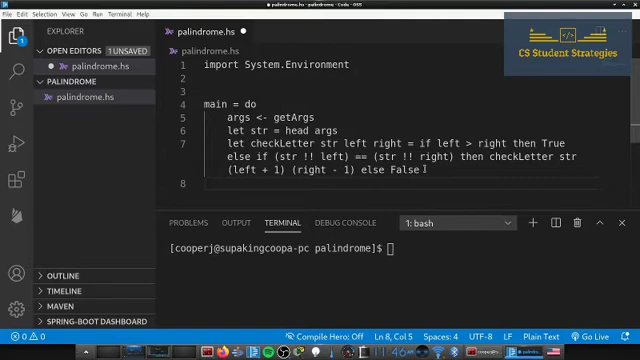 palindrome.hs - palindrome - Code - OSS
File Edit Selection View Go Run Terminal Help
EXPLORER
OPEN EDITORS 1 UNSAVED
palindrome.hs
PALINDROME
palindrome.hs
OUTLINE
TIMELINE
MAVEN
SPRING-BOOT DASHBOARD
palindrome.hs
palindrome.hs
CS Student Strategies
1 import System.Environment
2
3
4 main = do
5 args <- getArgs
6 let str = head args
7 let checkLetter str left right = if left > right then True
else if (str !! left) == (str !! right) then checkLetter str
(left + 1) (right - 1) else False
8
PROBLEMS OUTPUT TERMINAL DEBUG CONSOLE 1: bash
[cooperj@supakingcoopa-pc palindrome]$
0 0 Compile Hero: Off Ln 8, Col 5 Spaces: 4 UTF-8 LF Plain Text